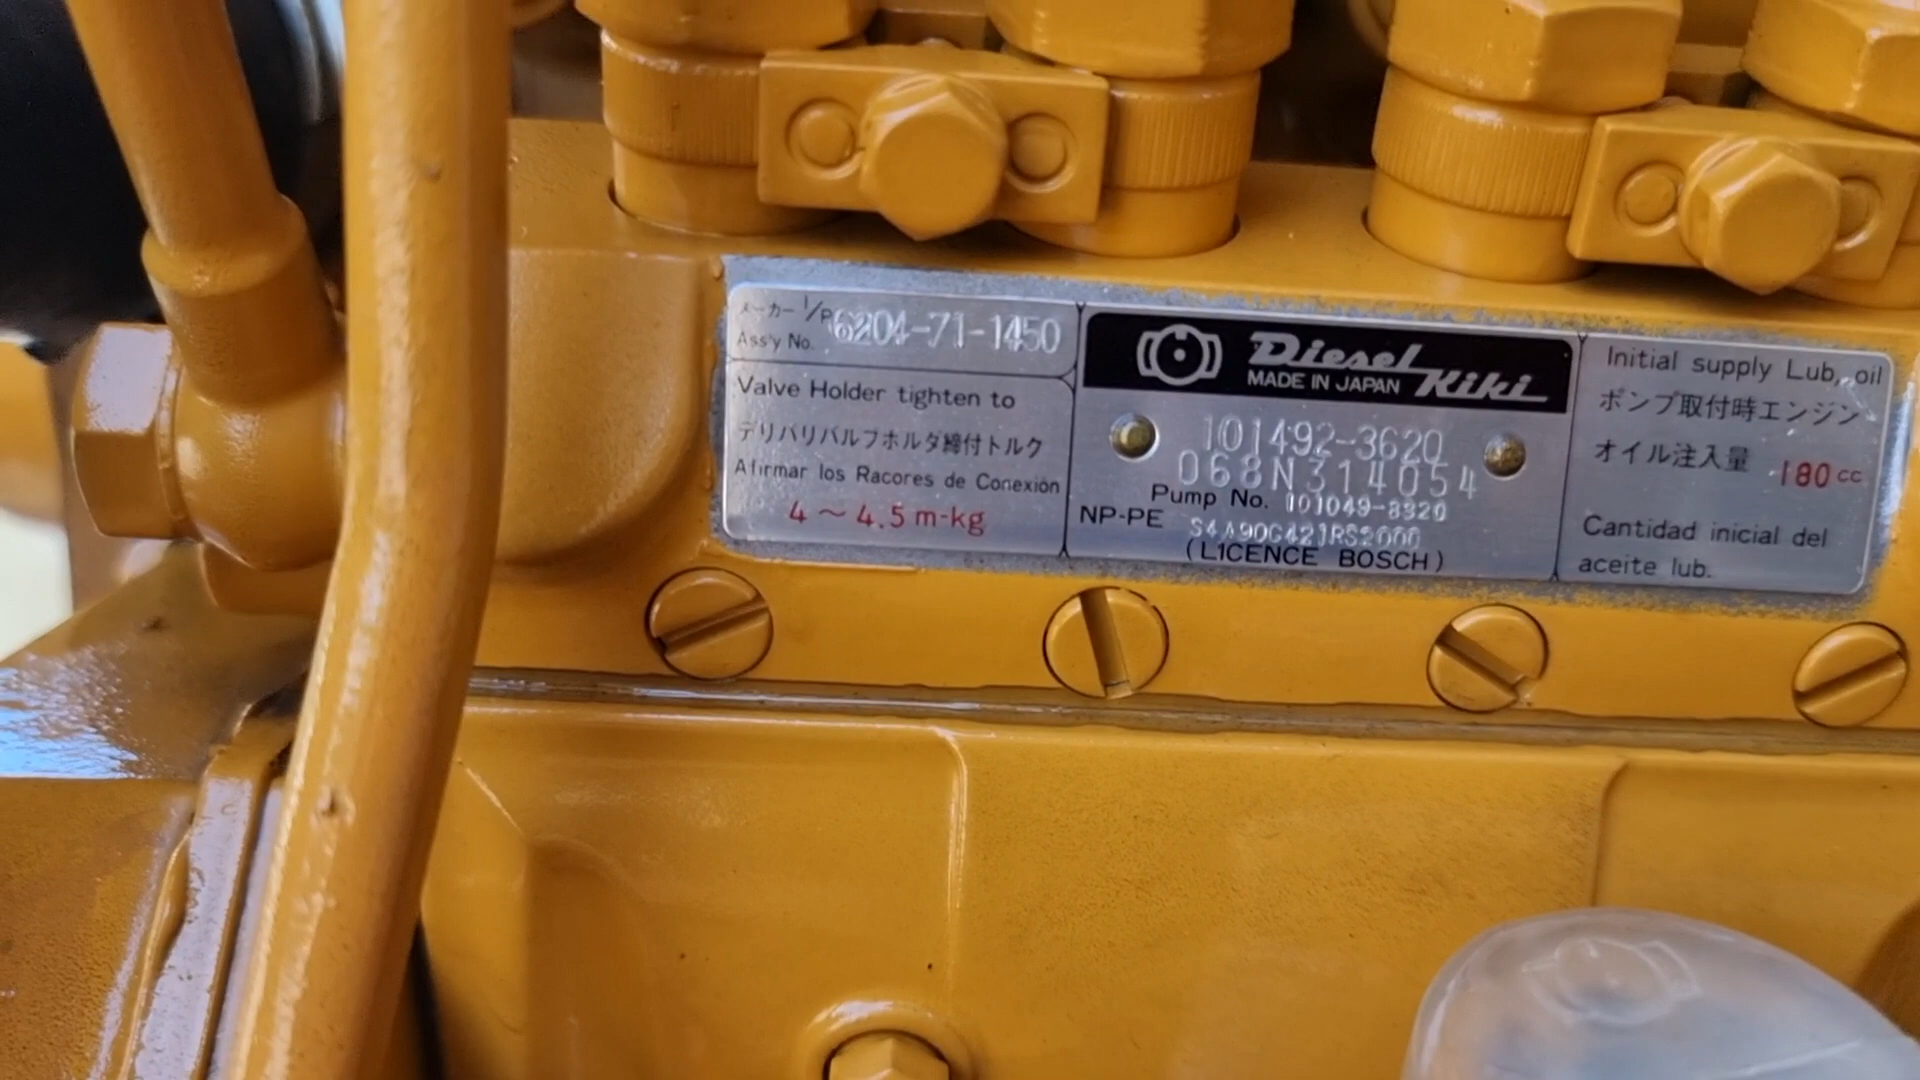 メーカー I/P
Ass'y No. 6204-71-1450
Valve Holder tighten to
デリバリバルブホルダ締付トルク
Afirmar los Racores de Conexión
4～4.5 m-kg
Diesel Kiki
MADE IN JAPAN
101492-3620
068N314054
Pump No. 101049-8320
NP-PE S4A90C421RS2000
(LICENCE BOSCH)
Initial supply Lub, oil
ポンプ取付時エンジン
オイル注入量 180cc
Cantidad inicial del
aceite lub.